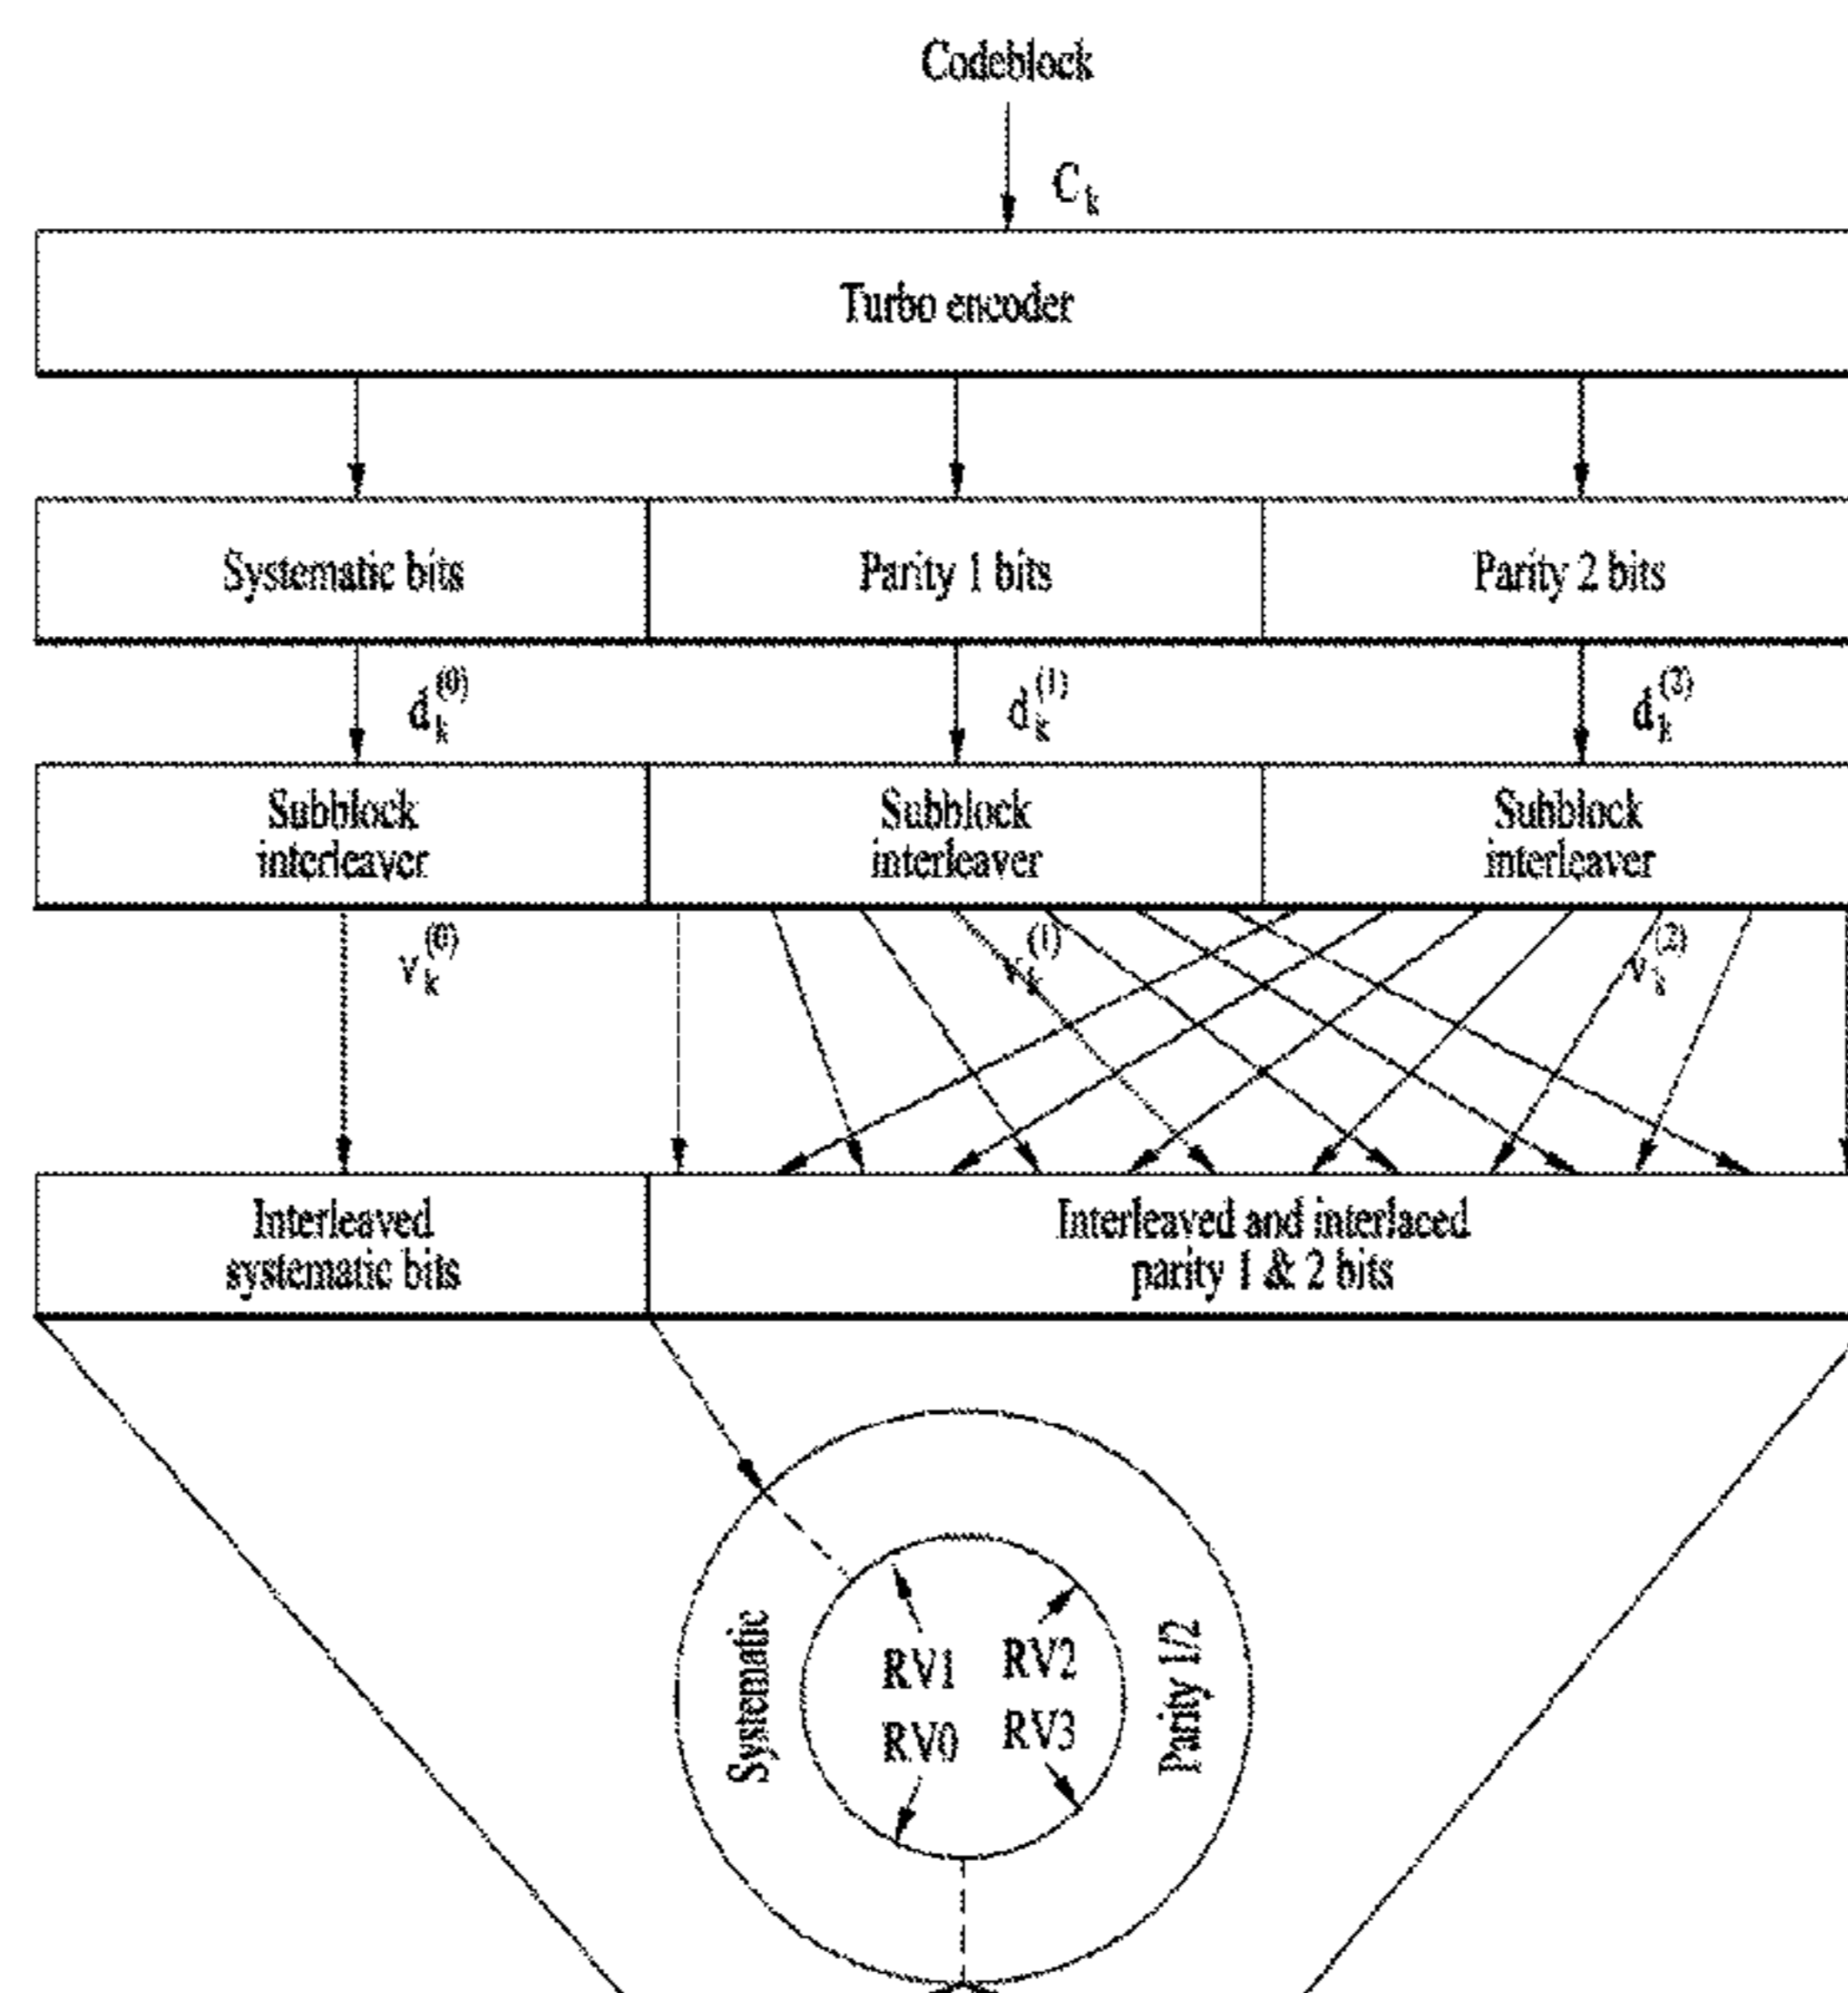 Codeblock
C_k
Turbo encoder
Systematic bits
Parity 1 bits
Parity 2 bits
d_k^(0)
d_k^(1)
d_k^(2)
Subblock
interleaver
Subblock
interleaver
Subblock
interleaver
v_k^(0)
v_k^(1)
v_k^(2)
Interleaved
systematic bits
Interleaved and interlaced
parity 1 & 2 bits
Systematic
RV1
RV2
RV0
RV3
Parity 1/2